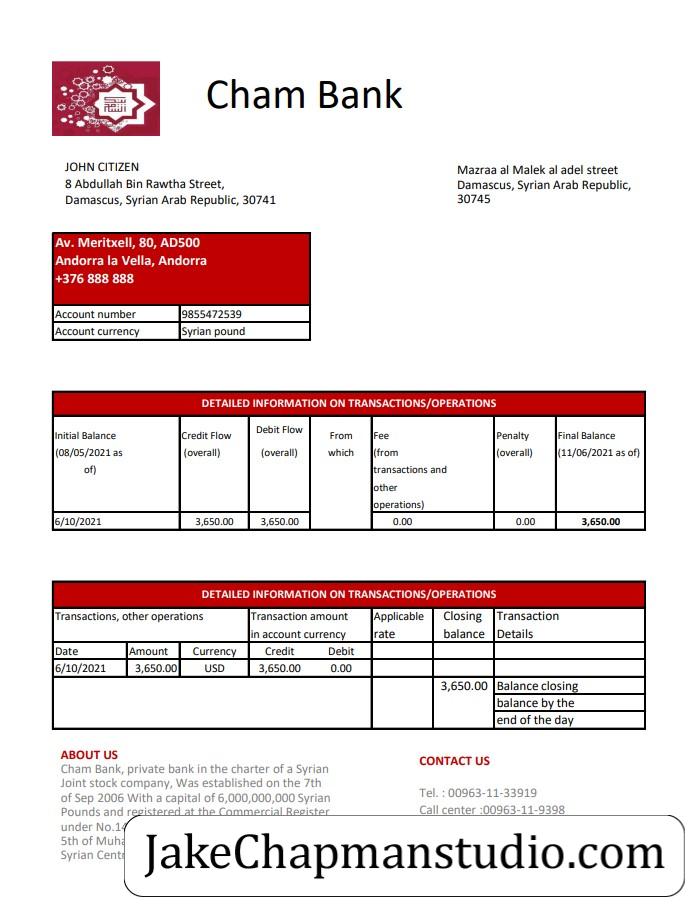 Cham Bank
JOHN CITIZEN
8 Abdullah Bin Rawtha Street,
Damascus, Syrian Arab Republic, 30741
Mazraa al Malek al adel street
Damascus, Syrian Arab Republic,
30745
Av. Meritxell, 80, AD500
Andorra la Vella, Andorra
+376 888 888
Account number 9855472539
Account currency Syrian pound
DETAILED INFORMATION ON TRANSACTIONS/OPERATIONS
Initial Balance
(08/05/2021 as
of)
Credit Flow
(overall)
Debit Flow
(overall)
From
which
Fee
(from
transactions and
other
operations)
Penalty
(overall)
Final Balance
(11/06/2021 as of)
6/10/2021 3,650.00 3,650.00 0.00 0.00 3,650.00
DETAILED INFORMATION ON TRANSACTIONS/OPERATIONS
Transactions, other operations
Transaction amount
in account currency
Applicable
rate
Closing
balance
Transaction
Details
Date Amount Currency Credit Debit
6/10/2021 3,650.00 USD 3,650.00 0.00
3,650.00 Balance closing
balance by the
end of the day
ABOUT US
Cham Bank, private bank in the charter of a Syrian
Joint stock company, Was established on the 7th
of Sep 2006 With a capital of 6,000,000,000 Syrian
Pounds and registered at the Commercial Register
under No.14
5th of Muha
Syrian Centr
CONTACT US
Tel. : 00963-11-33919
Call center :00963-11-9398
JakeChapmanstudio.com